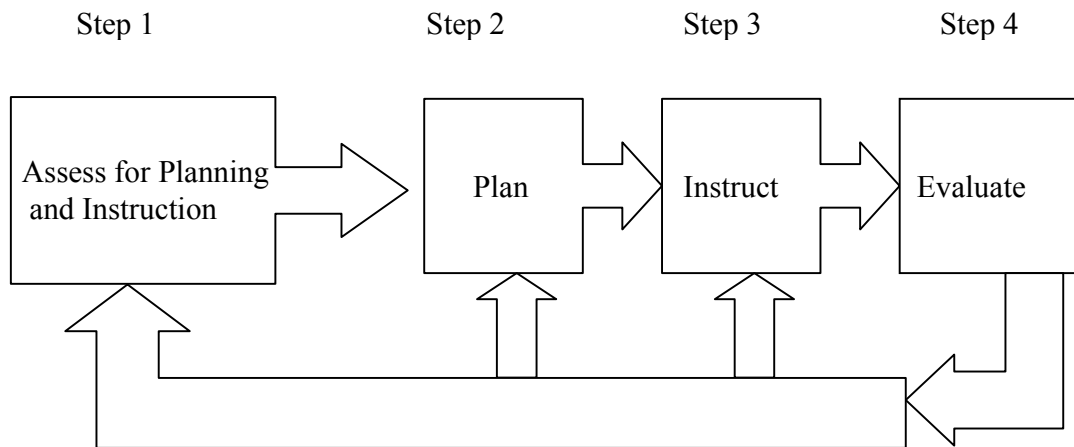 Step 1 Step 2 Step 3 Step 4
Assess for Planning
and Instruction
Plan
Instruct
Evaluate